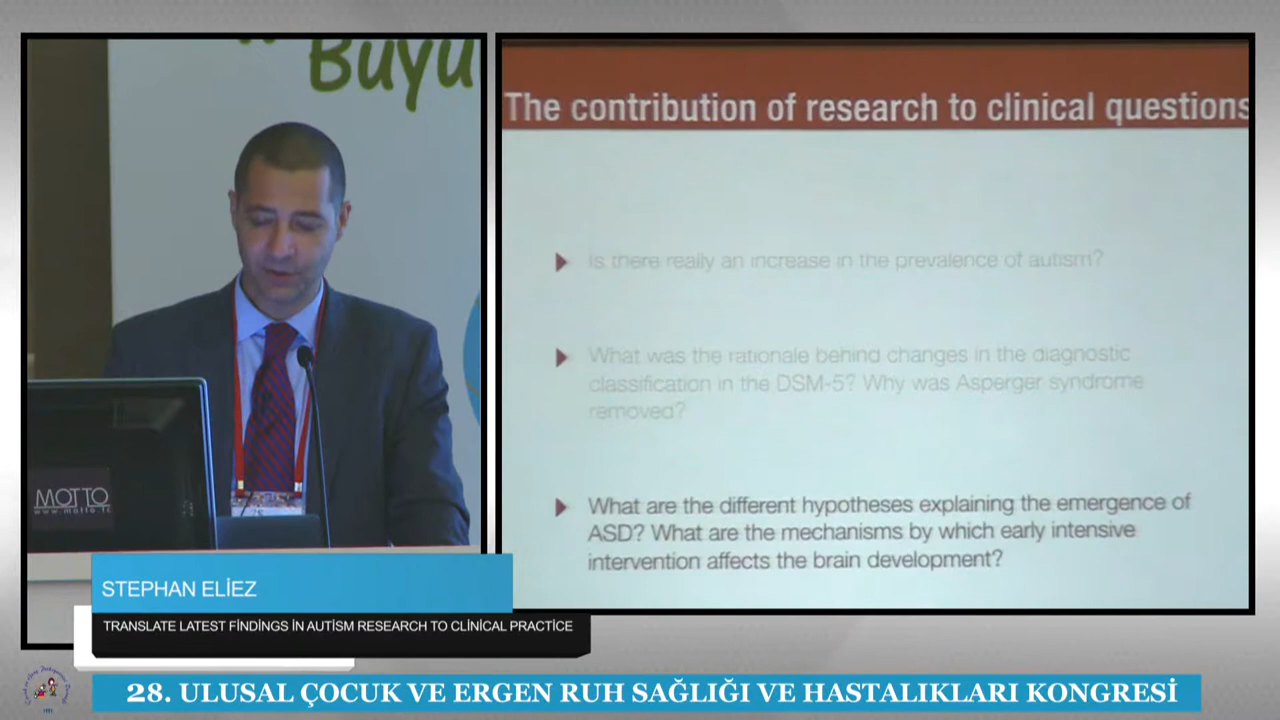 Büyü
The contribution of research to clinical questions
Is there really an increase in the prevalence of autism?
What was the rationale behind changes in the diagnostic
classification in the DSM-5? Why was Asperger syndrome
removed?
What are the different hypotheses explaining the emergence of
ASD? What are the mechanisms by which early intensive
intervention affects the brain development?
MOTTO
www.motto.tc
STEPHAN ELİEZ
TRANSLATE LATEST FİNDİNGS İN AUTİSM RESEARCH TO CLİNİCAL PRACTİCE
28. ULUSAL ÇOCUK VE ERGEN RUH SAĞLIĞI VE HASTALIKLARI KONGRESİ